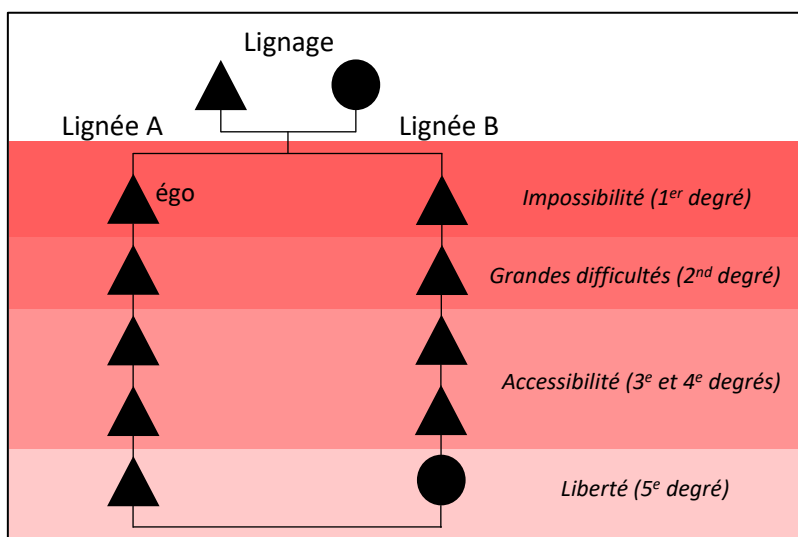 Lignage
Lignée A
Lignée B
égo
Impossibilité (1er degré)
Grandes difficultés (2nd degré)
Accessibilité (3e et 4e degrés)
Liberté (5e degré)